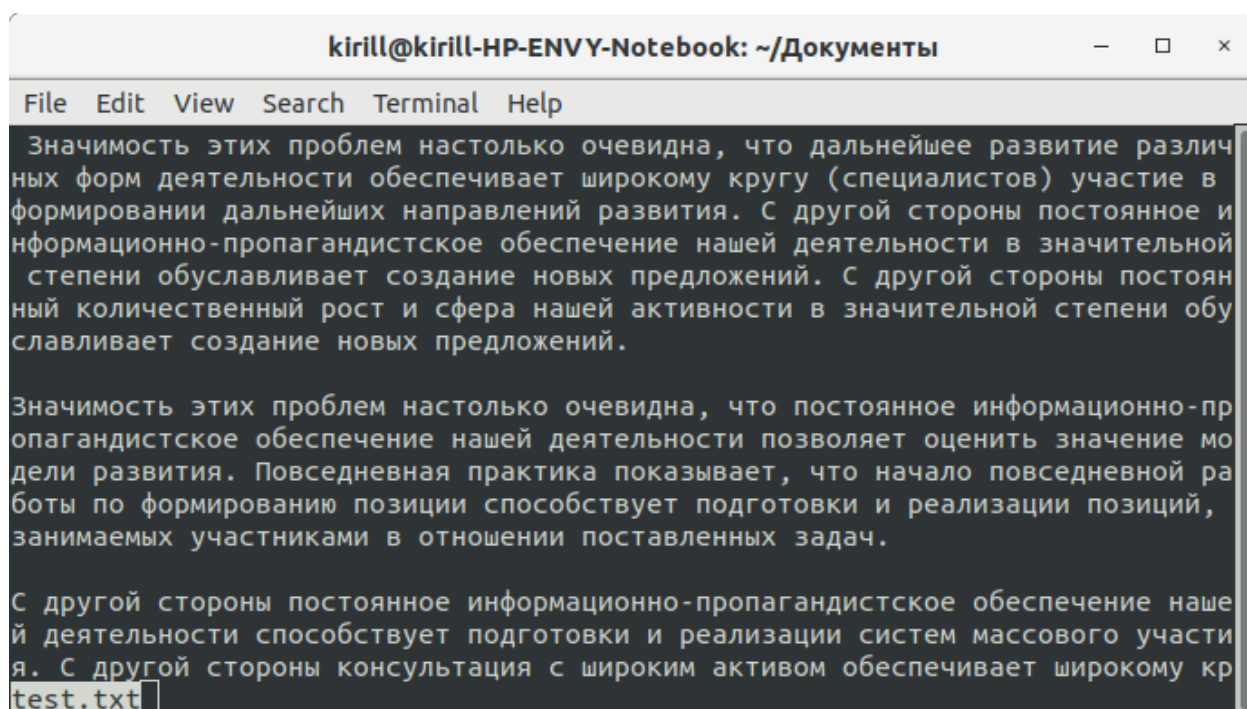 kirill@kirill-HP-ENVY-Notebook: ~/Документы
File Edit View Search Terminal Help
Значимость этих проблем настолько очевидна, что дальнейшее развитие различ
ных форм деятельности обеспечивает широкому кругу (специалистов) участие в
формировании дальнейших направлений развития. С другой стороны постоянное и
нформационно-пропагандистское обеспечение нашей деятельности в значительной
степени обуславливает создание новых предложений. С другой стороны постоян
ный количественный рост и сфера нашей активности в значительной степени обу
славливает создание новых предложений.
Значимость этих проблем настолько очевидна, что постоянное информационно-пр
опагандистское обеспечение нашей деятельности позволяет оценить значение мо
дели развития. Повседневная практика показывает, что начало повседневной ра
боты по формированию позиции способствует подготовки и реализации позиций,
занимаемых участниками в отношении поставленных задач.
С другой стороны постоянное информационно-пропагандистское обеспечение наше
й деятельности способствует подготовки и реализации систем массового участи
я. С другой стороны консультация с широким активом обеспечивает широкому кр
test.txt